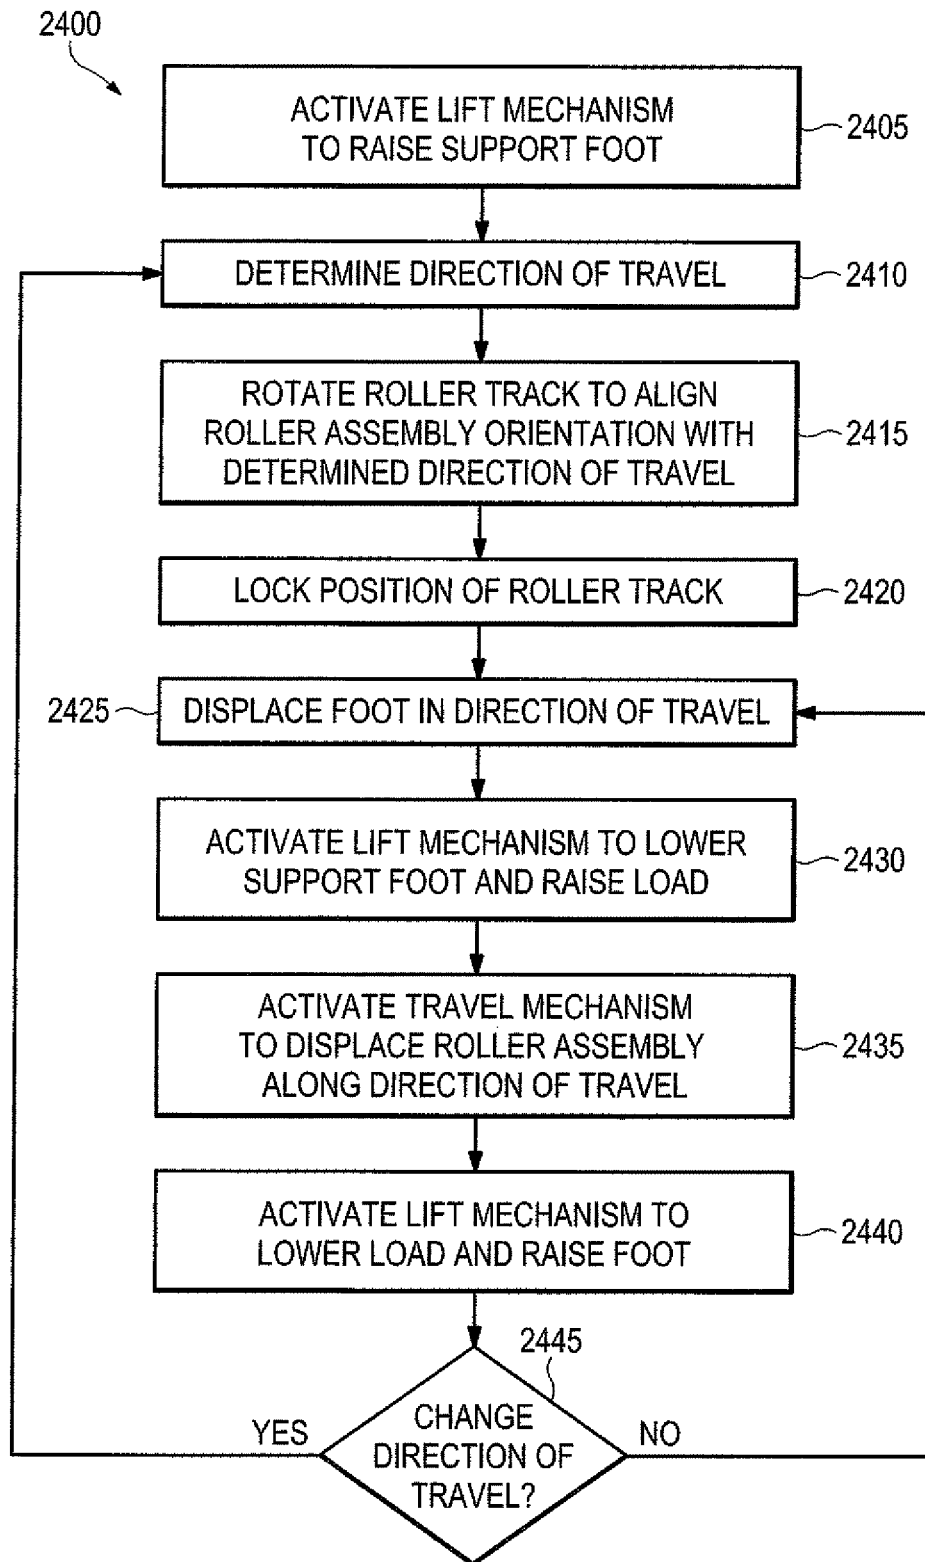 2400
ACTIVATE LIFT MECHANISM
TO RAISE SUPPORT FOOT
2405
DETERMINE DIRECTION OF TRAVEL
2410
ROTATE ROLLER TRACK TO ALIGN
ROLLER ASSEMBLY ORIENTATION WITH
DETERMINED DIRECTION OF TRAVEL
2415
LOCK POSITION OF ROLLER TRACK
2420
2425
DISPLACE FOOT IN DIRECTION OF TRAVEL
ACTIVATE LIFT MECHANISM TO LOWER
SUPPORT FOOT AND RAISE LOAD
2430
ACTIVATE TRAVEL MECHANISM
TO DISPLACE ROLLER ASSEMBLY
ALONG DIRECTION OF TRAVEL
2435
ACTIVATE LIFT MECHANISM TO
LOWER LOAD AND RAISE FOOT
2440
2445
YES
CHANGE
DIRECTION OF
TRAVEL?
NO